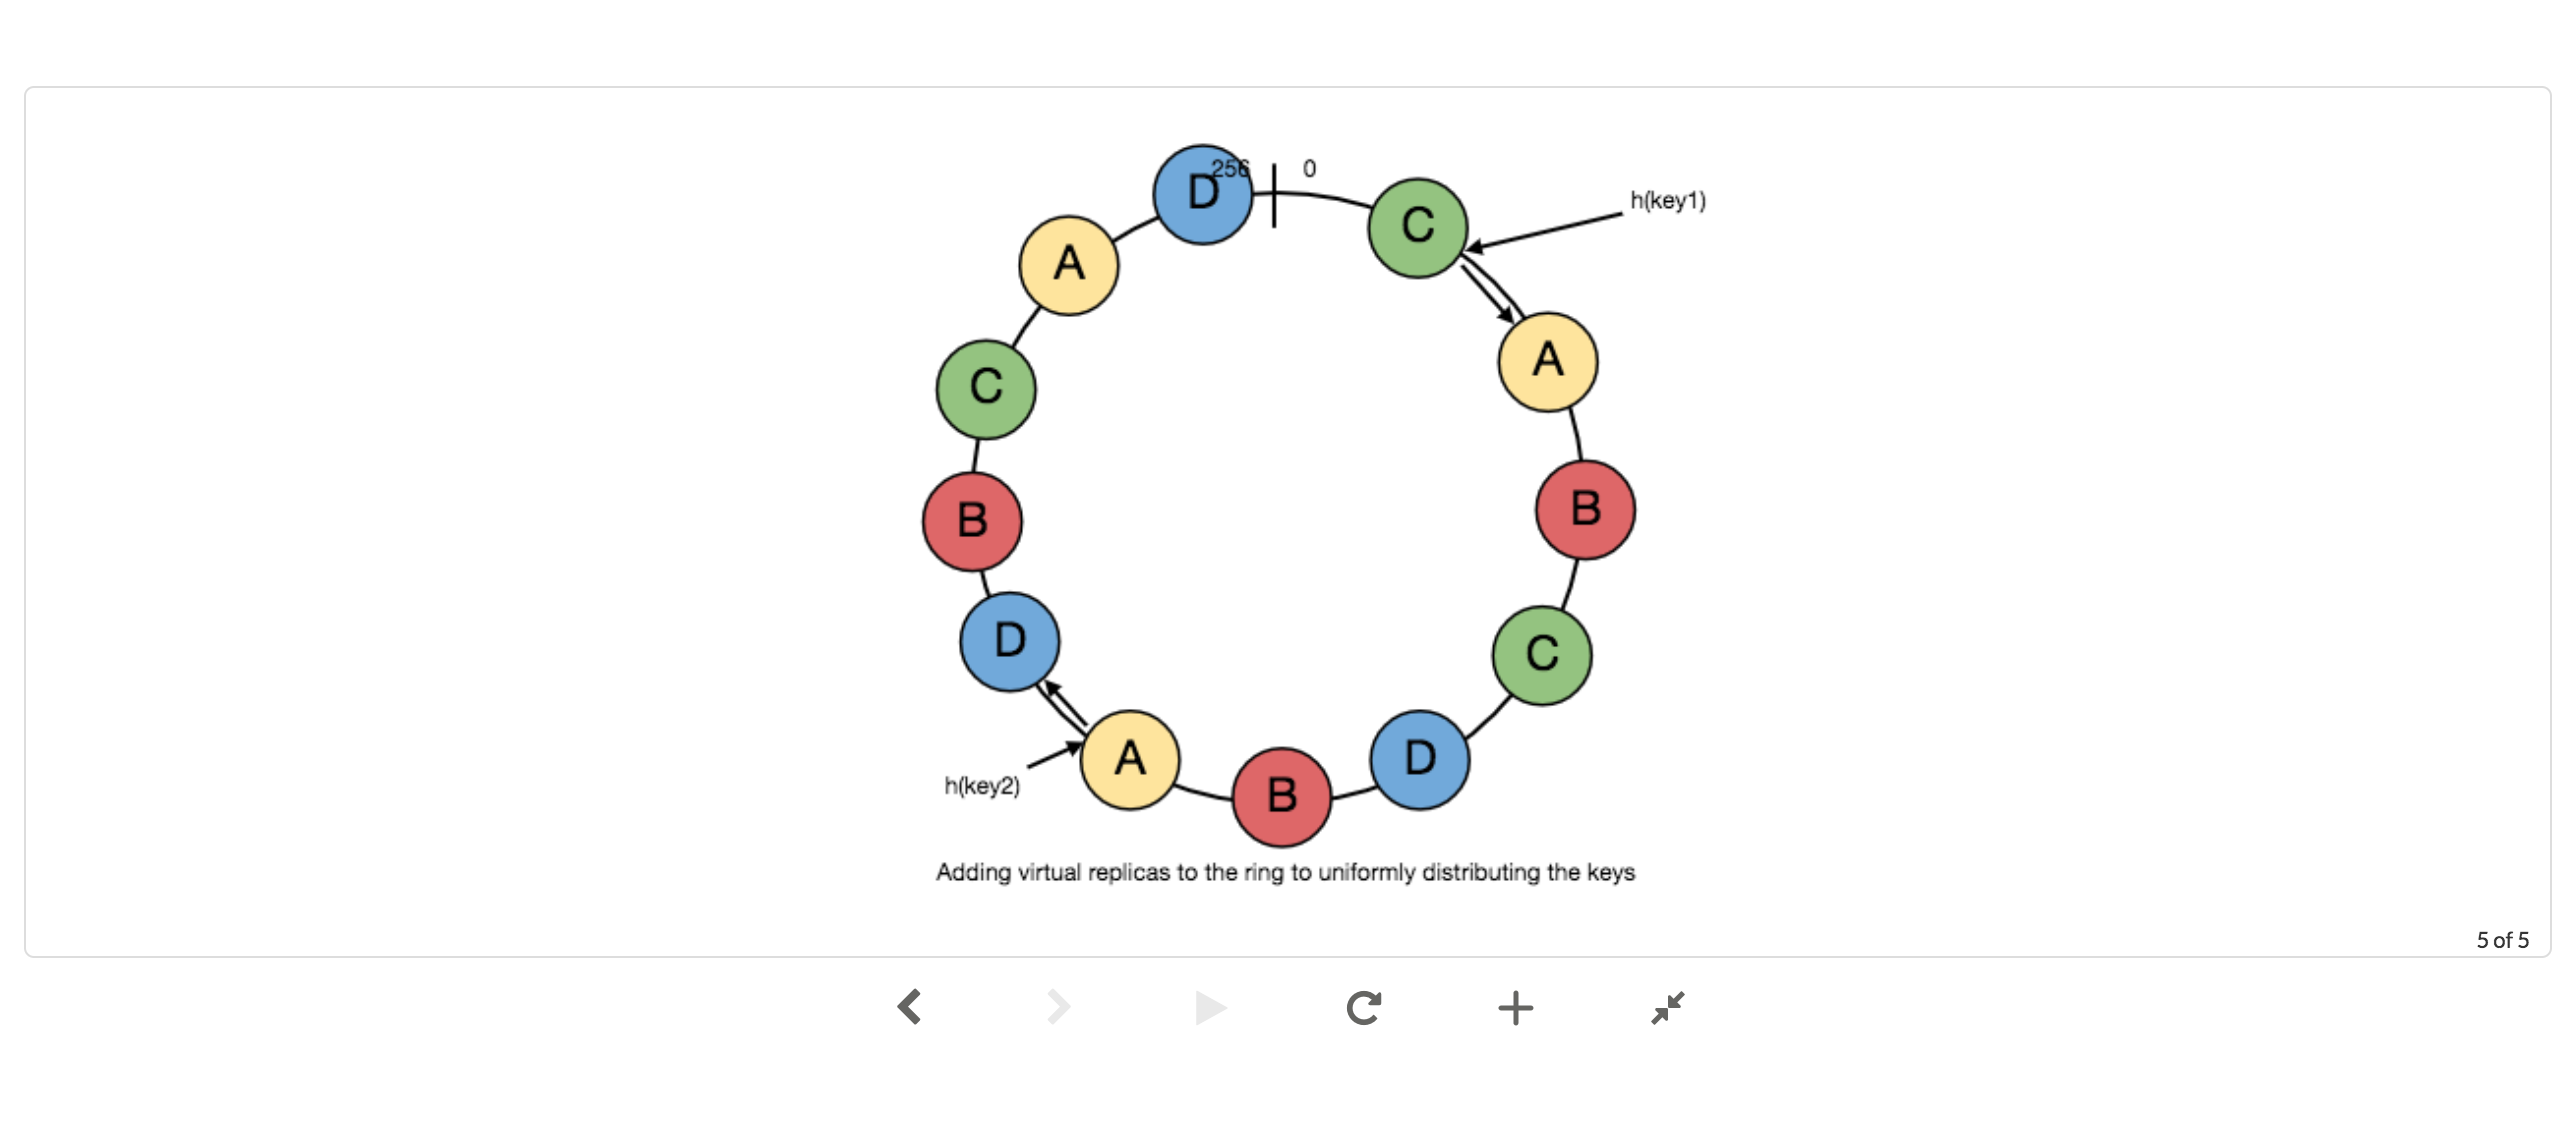 256
0
h(key1)
D
C
A
A
C
B
B
D
C
A
B
D
h(key2)
Adding virtual replicas to the ring to uniformly distributing the keys
5 of 5